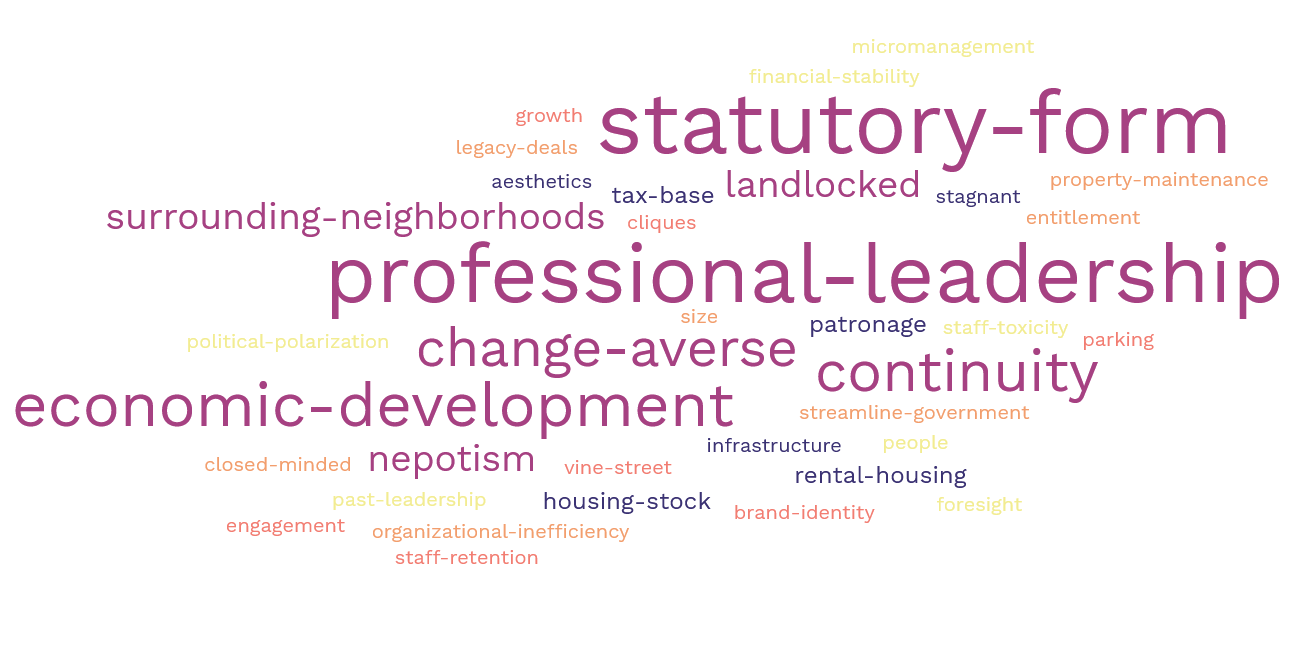 micromanagement
financial-stability
growth
statutory-form
legacy-deals
aesthetics
tax-base
landlocked
stagnant
property-maintenance
surrounding-neighborhoods
cliques
entitlement
professional-leadership
size
patronage
staff-toxicity
parking
political-polarization
change-averse
continuity
economic-development
streamline-government
infrastructure
people
closed-minded
nepotism
vine-street
rental-housing
past-leadership
housing-stock
brand-identity
foresight
engagement
organizational-inefficiency
staff-retention